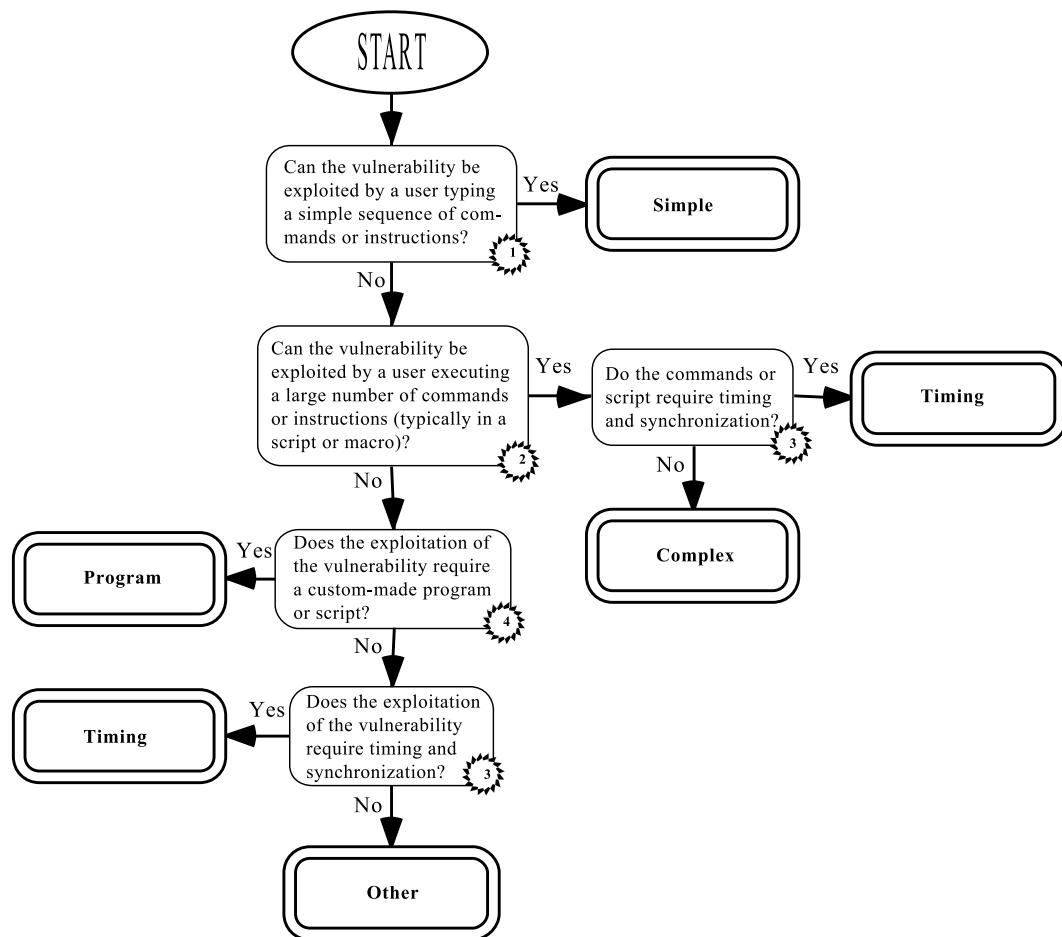 START
Can the vulnerability be
exploited by a user typing
a simple sequence of com-
mands or instructions?
1
Yes
Simple
No
Can the vulnerability be
exploited by a user executing
a large number of commands
or instructions (typically in a
script or macro)?
2
Yes
Do the commands or
script require timing
and synchronization?
3
Yes
Timing
No
Complex
No
Does the exploitation of
the vulnerability require
a custom-made program
or script?
4
Yes
Program
No
Does the exploitation
of the vulnerability
require timing and
synchronization?
3
Yes
Timing
No
Other